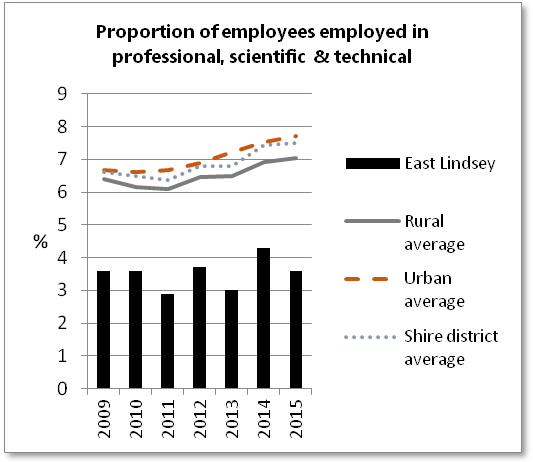 Proportion of employees employed in
professional, scientific & technical
9
8
7
6
5
4
3
2
1
0
%
2009
2010
2011
2012
2013
2014
2015
East Lindsey
Rural
average
Urban
average
Shire district
average